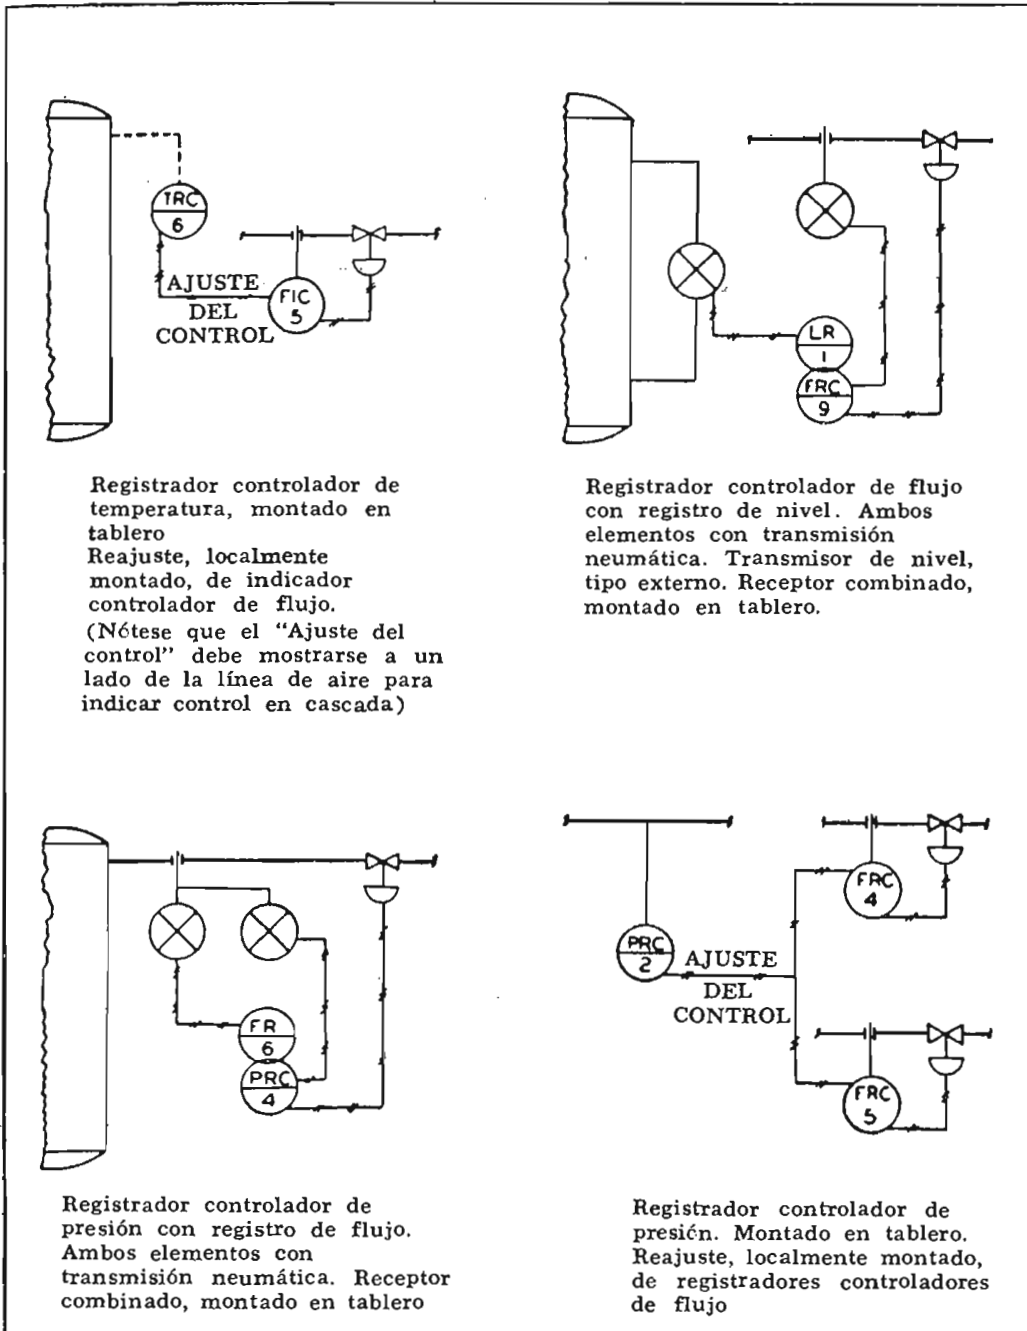 TRC
6
AJUSTE
DEL
CONTROL
FIC
5
Registrador controlador de
temperatura, montado en
tablero
Reajuste, localmente
montado, de indicador
controlador de flujo.
(Nótese que el “Ajuste del
control” debe mostrarse a un
lado de la línea de aire para
indicar control en cascada)
LR
1
FRC
9
Registrador controlador de flujo
con registro de nivel. Ambos
elementos con transmisión
neumática. Transmisor de nivel,
tipo externo. Receptor combinado,
montado en tablero.
FR
6
PRC
4
Registrador controlador de
presión con registro de flujo.
Ambos elementos con
transmisión neumática. Receptor
combinado, montado en tablero
PRC
2
AJUSTE
DEL
CONTROL
FRC
4
FRC
5
Registrador controlador de
presión. Montado en tablero.
Reajuste, localmente montado,
de registradores controladores
de flujo